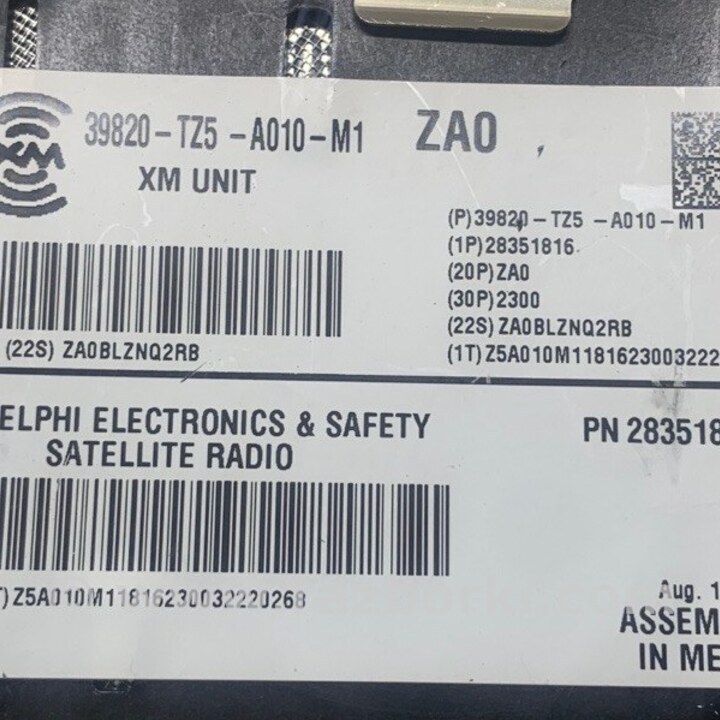 XM
39820-TZ5 -A010-M1
ZA0
XM UNIT
(P)39820-TZ5 -A010-M1
(1P)28351816
(20P)ZA0
(30P)2300
(22S) ZA0BLZNQ2RB
(1T)Z5A010M1181623003222
(22S) ZA0BLZNQ2RB
ELPHI ELECTRONICS & SAFETY
SATELLITE RADIO
PN 283518
T)Z5A010M11816230032220268
Aug. 1
ASSEM
IN ME